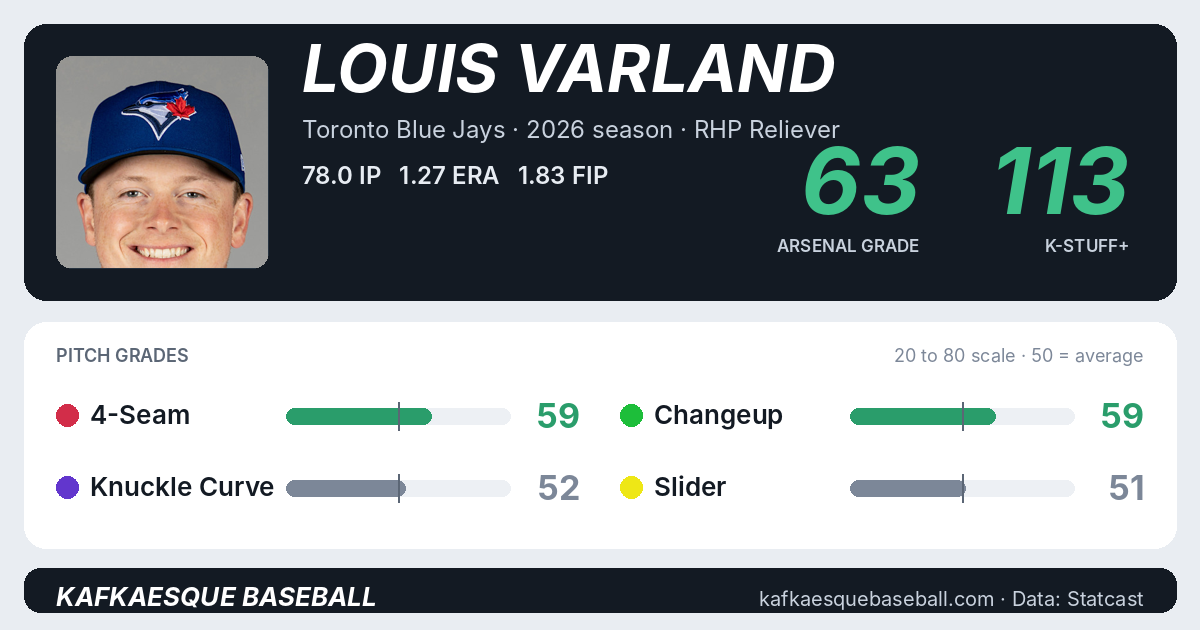 LOUIS VARLAND
Toronto Blue Jays · 2026 season · RHP Reliever
78.0 IP 1.27 ERA 1.83 FIP
63 113
ARSENAL GRADE K-STUFF+
PITCH GRADES 20 to 80 scale · 50 = average
4-Seam 59 Changeup 59
Knuckle Curve 52 Slider 51
KAFKAESQUE BASEBALL kafkaesquebaseball.com · Data: Statcast